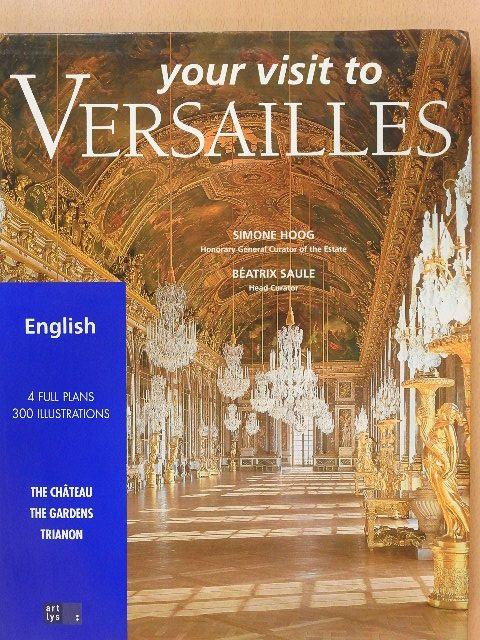 your visit to
VERSAILLES
SIMONE HOOG
Honorary General Curator of the Estate
BÉATRIX SAULE
Head Curator
English
4 FULL PLANS
300 ILLUSTRATIONS
THE CHÂTEAU
THE GARDENS
TRIANON
art
lys :